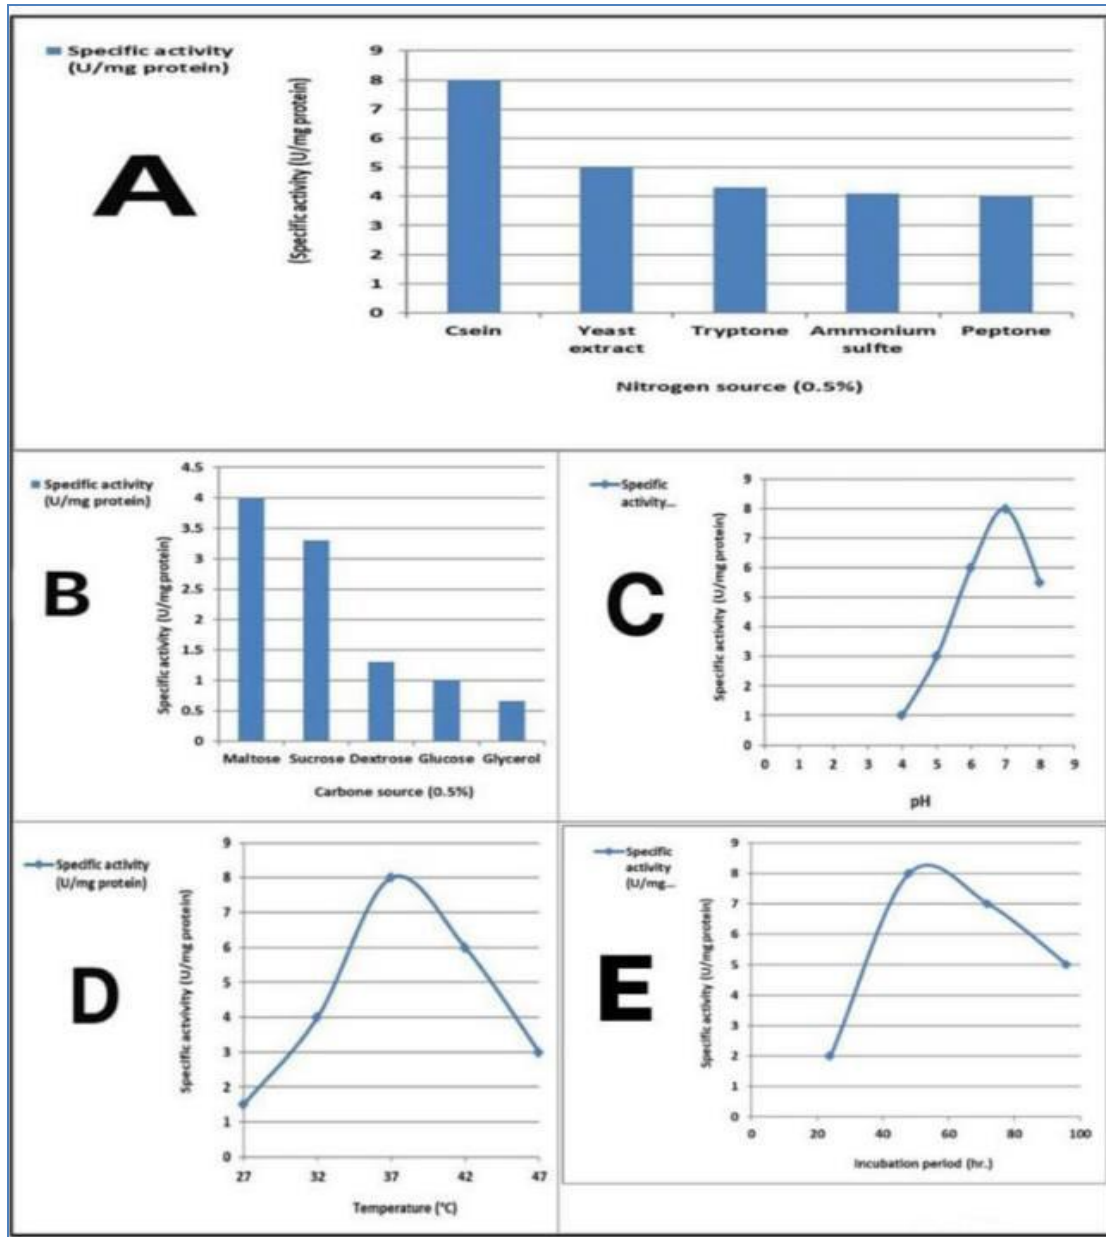 Specific activity
(U/mg protein)
A
(Specific activity (U/mg protein)
9
8
7
6
5
4
3
2
1
0
Csein Yeast extract Tryptone Ammonium sulfte Peptone
Nitrogen source (0.5%)
Specific activity
(U/mg protein)
B
Specific activity (U/mg protein)
4.5
4
3.5
3
2.5
2
1.5
1
0.5
0
Maltose Sucrose Dextrose Glucose Glycerol
Carbone source (0.5%)
Specific
activity...
C
Specific activity (U/mg protein)
9
8
7
6
5
4
3
2
1
0
0 1 2 3 4 5 6 7 8 9
pH
Specific activity
(U/mg protein)
D
Specific actvivity (U/mg protein)
9
8
7
6
5
4
3
2
1
0
27 32 37 42 47
Temperature (°C)
Specific
activity
(U/mg...
E
Specific activity (U/mg protein)
9
8
7
6
5
4
3
2
1
0
0 20 40 60 80 100
Incubation period (hr.)